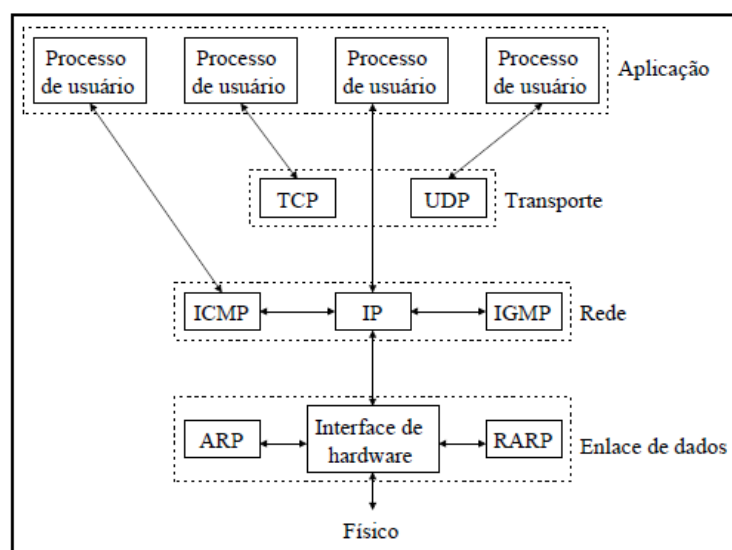 Processo
de usuário
Processo
de usuário
Processo
de usuário
Processo
de usuário
Aplicação
TCP
UDP
Transporte
ICMP
IP
IGMP
Rede
ARP
Interface de
hardware
RARP
Enlace de dados
Físico